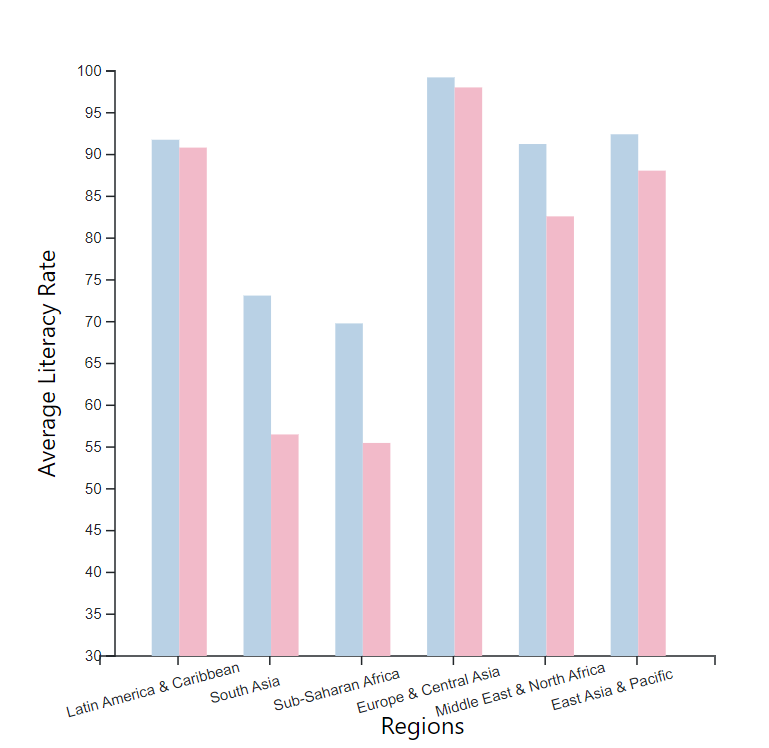 100
95
90
85
80
75
70
65
60
55
50
45
40
35
30
Average Literacy Rate
Latin America & Caribbean
South Asia
Sub-Saharan Africa
Europe & Central Asia
Middle East & North Africa
East Asia & Pacific
Regions